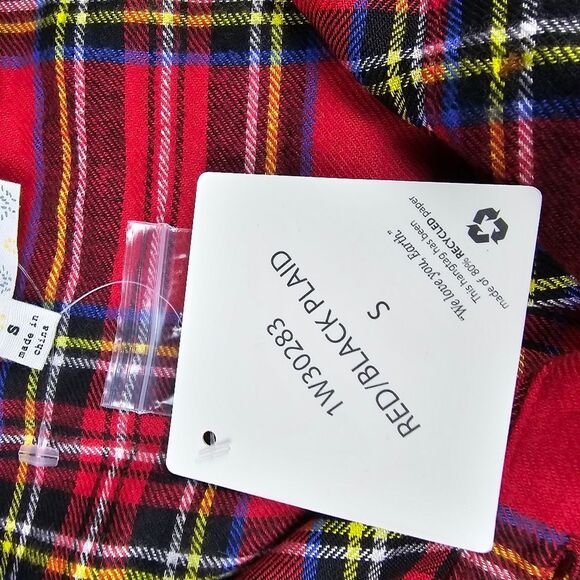 1W30283
RED/BLACK PLAID
S
"We love you, Earth."
This hangtag has been
made of 80% RECYCLED paper
S
made in
china